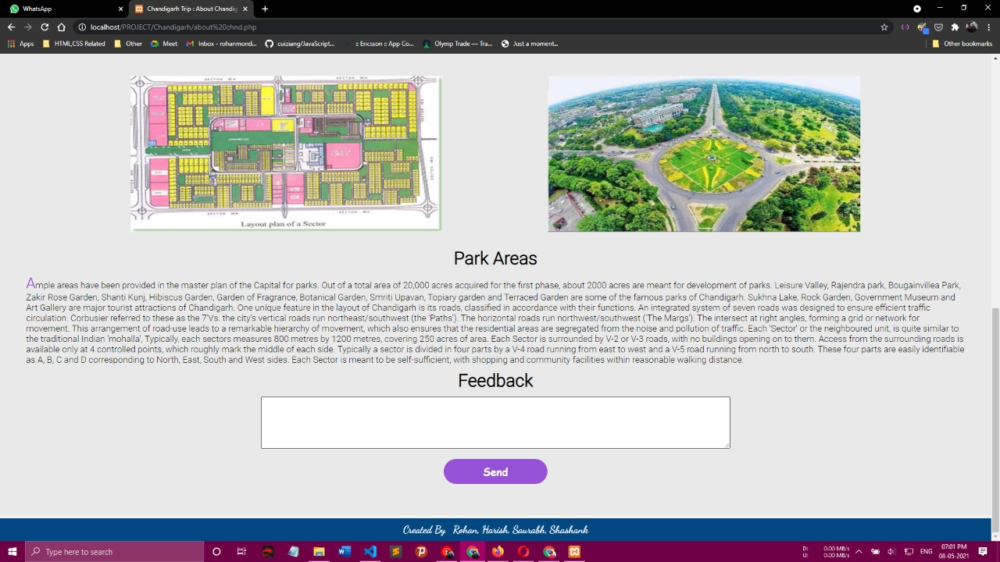 WhatsApp
Chandigarh Trip : About Chandig
localhost/PROJECT/Chandigarh/about%20chnd.php
Apps
HTML,CSS Related
Other
Meet
Inbox - rohanmond...
cuiziang/JavaScript...
:: Ericsson :: App Co...
Olymp Trade — Tra...
Just a moment...
Other bookmarks
Layout plan of a Sector
Park Areas
Ample areas have been provided in the master plan of the Capital for parks. Out of a total area of 20,000 acres acquired for the first phase, about 2000 acres are meant for development of parks. Leisure Valley, Rajendra park, Bougainvillea Park,
Zakir Rose Garden, Shanti Kunj, Hibiscus Garden, Garden of Fragrance, Botanical Garden, Smriti Upavan, Topiary garden and Terraced Garden are some of the famous parks of Chandigarh. Sukhna Lake, Rock Garden, Government Museum and
Art Gallery are major tourist attractions of Chandigarh. One unique feature in the layout of Chandigarh is its roads, classified in accordance with their functions. An integrated system of seven roads was designed to ensure efficient traffic
circulation. Corbusier referred to these as the 7'Vs. the city's vertical roads run northeast/southwest (the 'Paths'). The horizontal roads run northwest/southwest ('The Margs'). The intersect at right angles, forming a grid or network for
movement. This arrangement of road-use leads to a remarkable hierarchy of movement, which also ensures that the residential areas are segregated from the noise and pollution of traffic. Each 'Sector' or the neighboured unit, is quite similar to
the traditional Indian 'mohalla', Typically, each sectors measures 800 metres by 1200 metres, covering 250 acres of area. Each Sector is surrounded by V-2 or V-3 roads, with no buildings opening on to them. Access from the surrounding roads is
available only at 4 controlled points, which roughly mark the middle of each side. Typically a sector is divided in four parts by a V-4 road running from east to west and a V-5 road running from north to south. These four parts are easily identifiable
as A, B, C and D corresponding to North, East, South and West sides. Each Sector is meant to be self-sufficient, with shopping and community facilities within reasonable walking distance.
Feedback
Send
Created By Rohan, Harish, Saurabh, Shashank
Type here to search
D: 0.00 MB/s
U: 0.00 MB/s
ENG
07:01 PM
08-05-2021